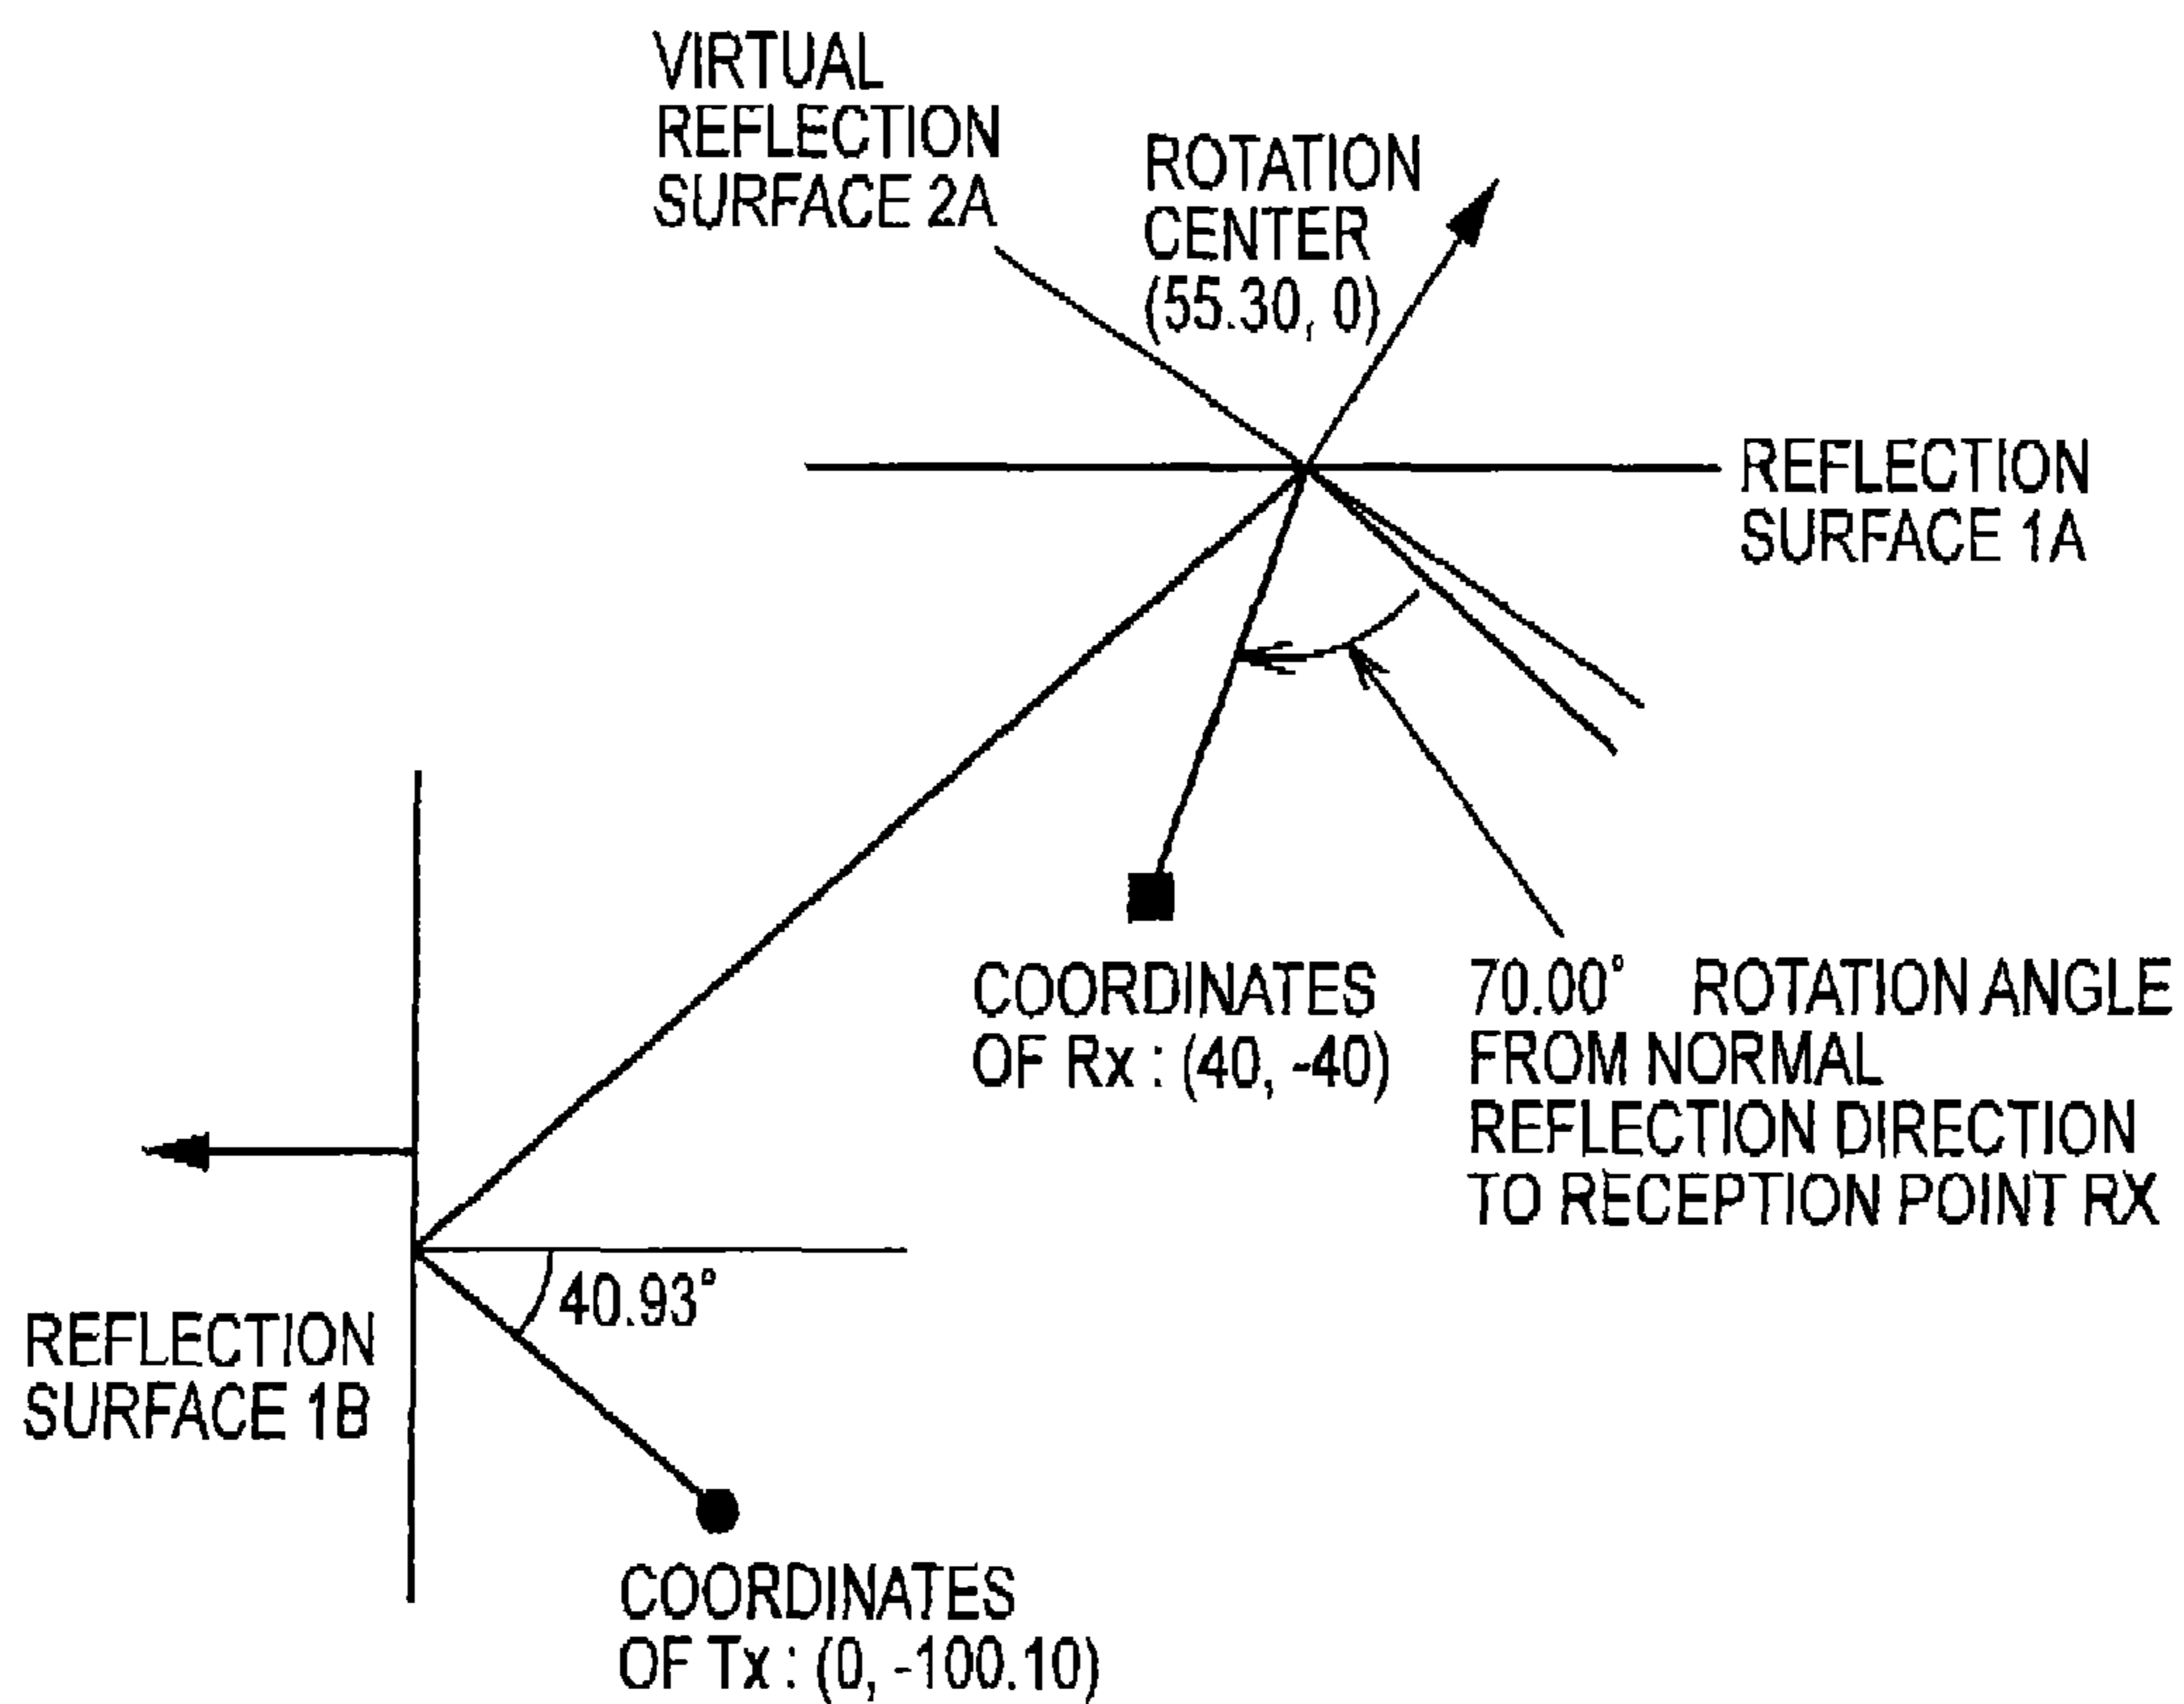 VIRTUAL
REFLECTION
SURFACE 2A
ROTATION
CENTER
(55.30, 0)
REFLECTION
SURFACE 1A
COORDINATES
OF Rx : (40, -40)
70.00° ROTATION ANGLE
FROM NORMAL
REFLECTION DIRECTION
TO RECEPTION POINT RX
40.93°
REFLECTION
SURFACE 1B
COORDINATES
OF Tx : (0, -100.10)